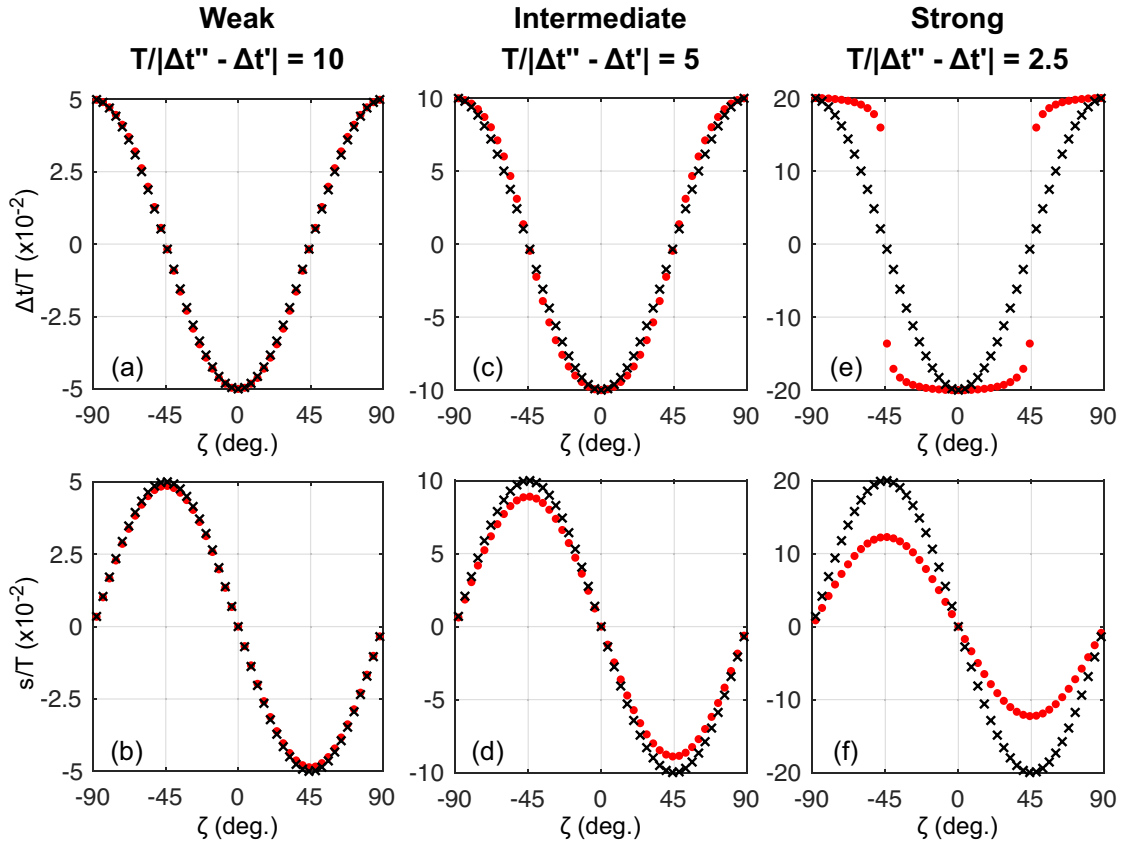 Weak
T/|Δt" - Δt'| = 10
Intermediate
T/|Δt" - Δt'| = 5
Strong
T/|Δt" - Δt'| = 2.5
Δt/T (x10⁻²)
5
2.5
0
-2.5
-5
(a)
-90 -45 0 45 90
ζ (deg.)
10
5
0
-5
-10
(c)
-90 -45 0 45 90
ζ (deg.)
20
10
0
-10
-20
(e)
-90 -45 0 45 90
ζ (deg.)
s/T (x10⁻²)
5
2.5
0
-2.5
-5
(b)
-90 -45 0 45 90
ζ (deg.)
10
5
0
-5
-10
(d)
-90 -45 0 45 90
ζ (deg.)
20
10
0
-10
-20
(f)
-90 -45 0 45 90
ζ (deg.)